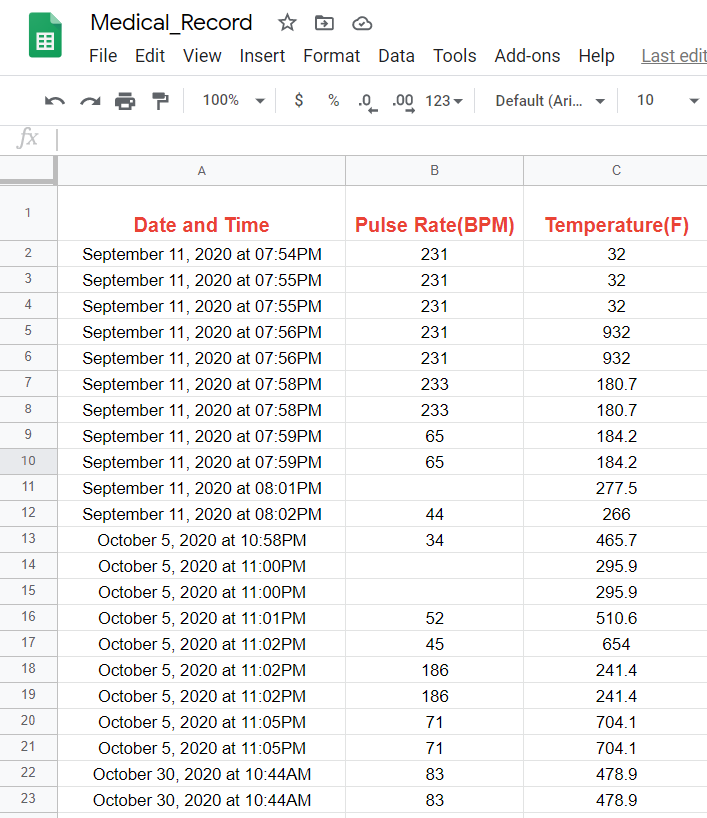 Medical_Record
File Edit View Insert Format Data Tools Add-ons Help Last edit
100% $ % .0 .00 123 Default (Ari... 10
fx
A B C
1 Date and Time Pulse Rate(BPM) Temperature(F)
2 September 11, 2020 at 07:54PM 231 32
3 September 11, 2020 at 07:55PM 231 32
4 September 11, 2020 at 07:55PM 231 32
5 September 11, 2020 at 07:56PM 231 932
6 September 11, 2020 at 07:56PM 231 932
7 September 11, 2020 at 07:58PM 233 180.7
8 September 11, 2020 at 07:58PM 233 180.7
9 September 11, 2020 at 07:59PM 65 184.2
10 September 11, 2020 at 07:59PM 65 184.2
11 September 11, 2020 at 08:01PM 277.5
12 September 11, 2020 at 08:02PM 44 266
13 October 5, 2020 at 10:58PM 34 465.7
14 October 5, 2020 at 11:00PM 295.9
15 October 5, 2020 at 11:00PM 295.9
16 October 5, 2020 at 11:01PM 52 510.6
17 October 5, 2020 at 11:02PM 45 654
18 October 5, 2020 at 11:02PM 186 241.4
19 October 5, 2020 at 11:02PM 186 241.4
20 October 5, 2020 at 11:05PM 71 704.1
21 October 5, 2020 at 11:05PM 71 704.1
22 October 30, 2020 at 10:44AM 83 478.9
23 October 30, 2020 at 10:44AM 83 478.9